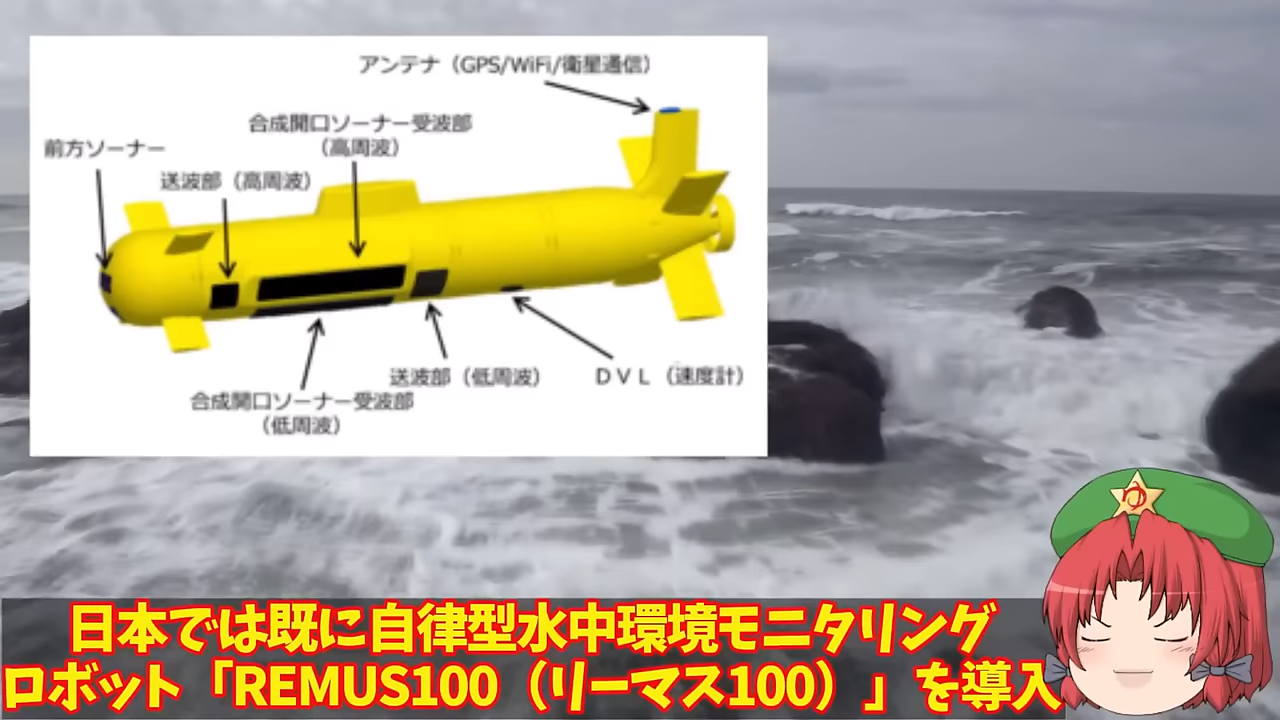 アンテナ（GPS/WiFi/衛星通信）
合成開口ソーナー受波部
（高周波）
前方ソーナー
送波部（高周波）
送波部（低周波）
ＤＶＬ（速度計）
合成開口ソーナー受波部
（低周波）
ゆ
日本では既に自律型水中環境モニタリング
ロボット「REMUS100（リーマス100）」を導入